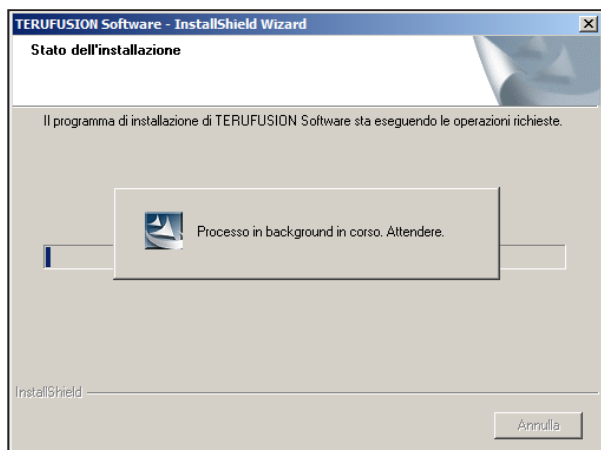 TERUFUSION Software - InstallShield Wizard
Stato dell'installazione
Il programma di installazione di TERUFUSION Software sta eseguendo le operazioni richieste.
Processo in background in corso. Attendere.
InstallShield
Annulla